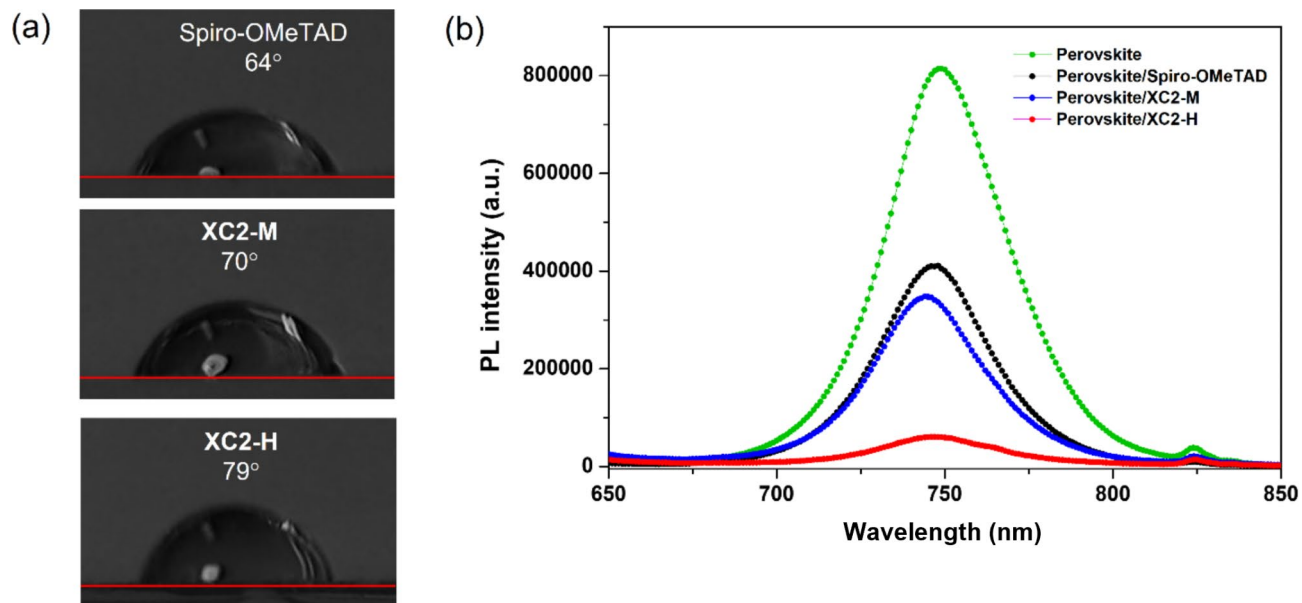 (a)
Spiro-OMeTAD
64°
XC2-M
70°
XC2-H
79°
(b)
PL intensity (a.u.)
800000
600000
400000
200000
0
650
700
750
800
850
Wavelength (nm)
Perovskite
Perovskite/Spiro-OMeTAD
Perovskite/XC2-M
Perovskite/XC2-H